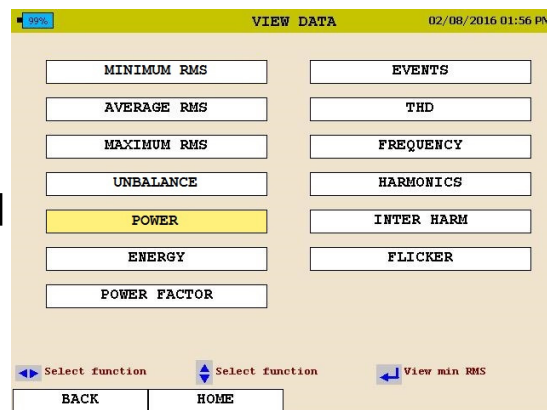 99%
VIEW DATA
02/08/2016 01:56 PM
MINIMUM RMS
EVENTS
AVERAGE RMS
THD
MAXIMUM RMS
FREQUENCY
UNBALANCE
HARMONICS
POWER
INTER HARM
ENERGY
FLICKER
POWER FACTOR
Select function
Select function
View min RMS
BACK
HOME